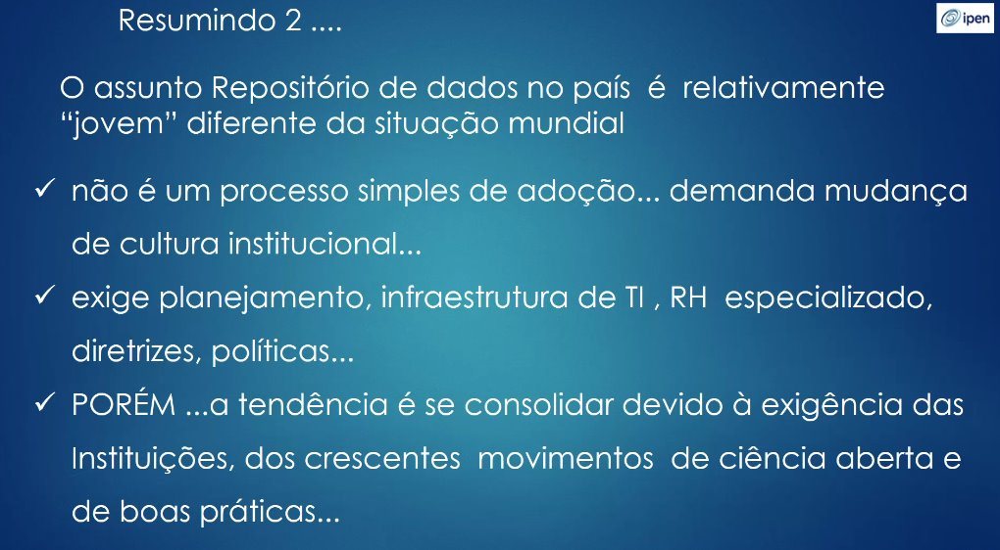 Resumindo 2 ....
ipen
O assunto Repositório de dados no país é relativamente
“jovem” diferente da situação mundial
✓ não é um processo simples de adoção... demanda mudança
de cultura institucional...
✓ exige planejamento, infraestrutura de TI , RH especializado,
diretrizes, políticas...
✓ PORÉM ...a tendência é se consolidar devido à exigência das
Instituições, dos crescentes movimentos de ciência aberta e
de boas práticas...